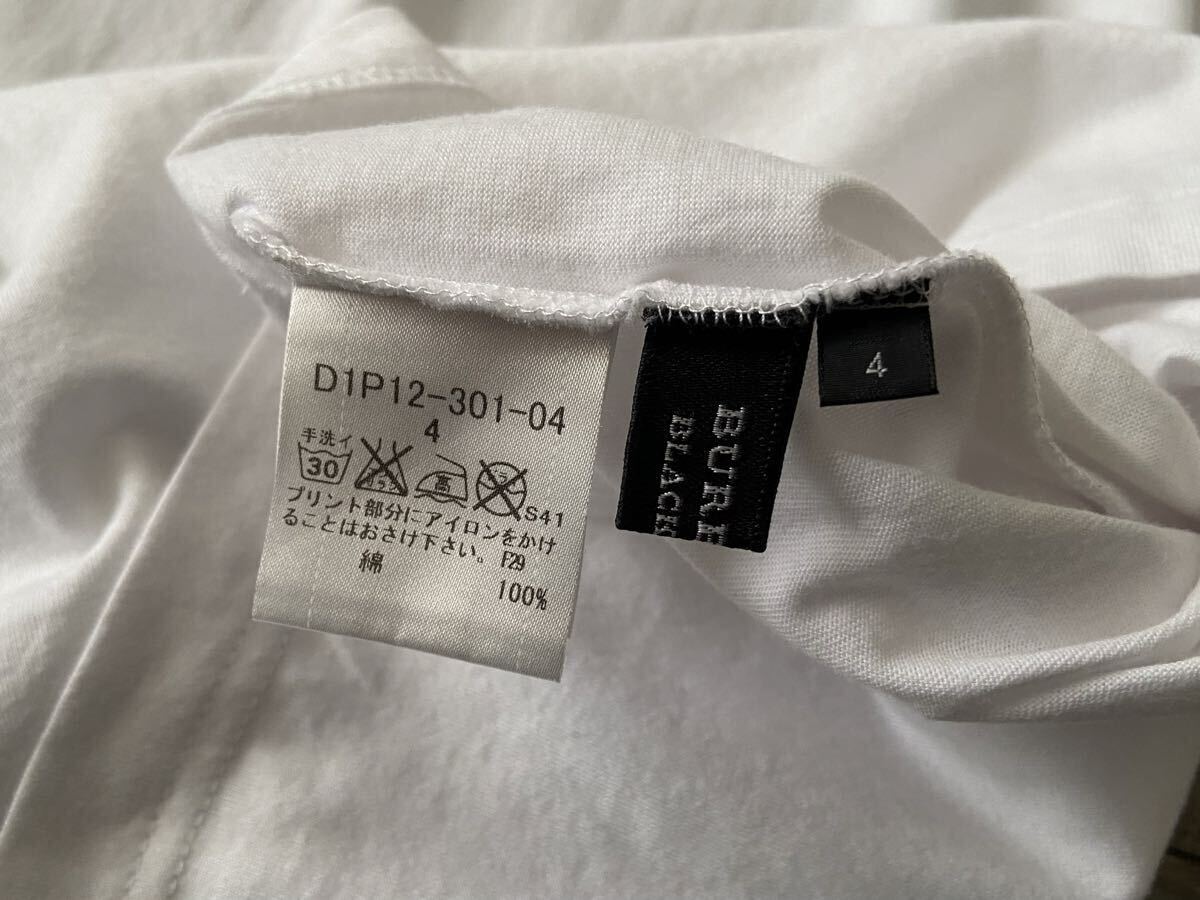 D1P12-301-04
4
手洗イ
30
高
S41
プリント部分にアイロンをかけ
ることはおさけ下さい。F29
綿
100%
BURB
BLACK
4